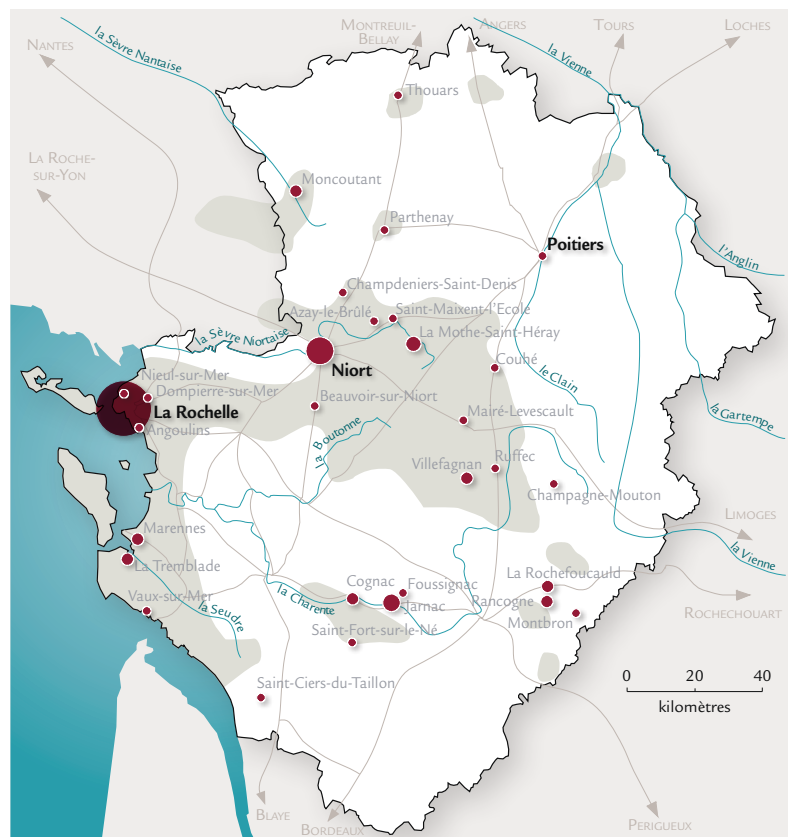 MONTREUIL-
BELLAY
ANGERS
TOURS
LOCHES
NANTES
la Sèvre Nantaise
la Vienne
Thouars
LA ROCHE-
SUR-YON
Moncoutant
Parthenay
Poitiers
l'Anglin
Champdeniers-Saint-Denis
Azay-le-Brûlé
Saint-Maixent-l'Ecole
la Sèvre Niortaise
La Mothe-Saint-Héray
Niort
Couhé
le Clain
Nieul-sur-Mer
Dompierre-sur-Mer
La Rochelle
Beauvoir-sur-Niort
la Gartempe
Angoulins
Mairé-Levescault
la Boutonne
Villefagnan
Ruffec
Champagne-Mouton
LIMOGES
Marennes
la Vienne
La Tremblade
Cognac
Foussignac
La Rochefoucauld
Vaux-sur-Mer
la Charente
Jarnac
Rancogne
ROCHECHOUART
la Seudre
Saint-Fort-sur-le-Né
Montbron
Saint-Ciers-du-Taillon
0 20 40
kilomètres
BLAYE
BORDEAUX
PERIGUEUX